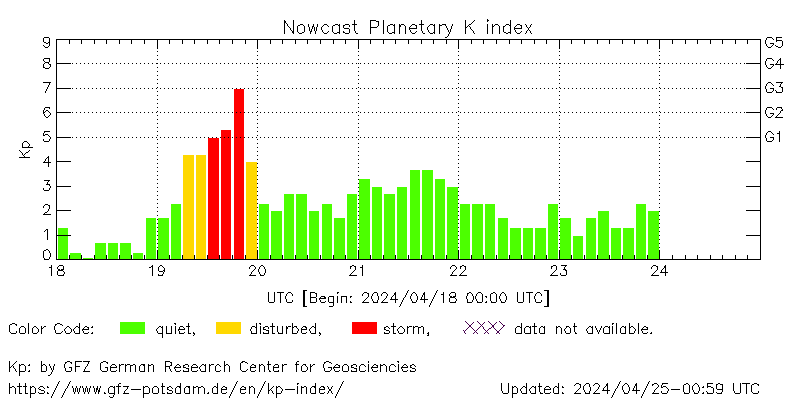 Nowcast Planetary K index
9 G5
8 G4
7 G3
6 G2
5 G1
Kp
4
3
2
1
0
18 19 20 21 22 23 24
UTC [Begin: 2024/04/18 00:00 UTC]
Color Code: quiet, disturbed, storm, data not available.
Kp: by GFZ German Research Center for Geosciencies
https://www.gfz-potsdam.de/en/kp-index/ Updated: 2024/04/25-00:59 UTC